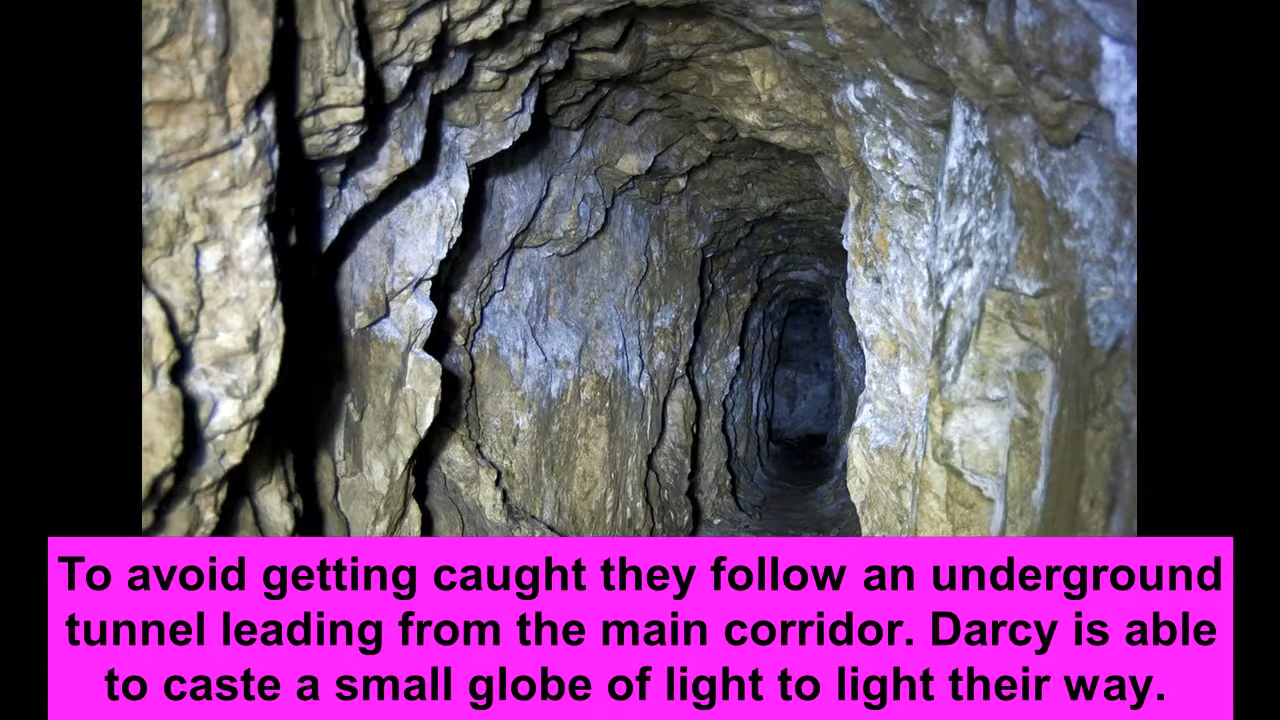 To avoid getting caught they follow an underground
tunnel leading from the main corridor. Darcy is able
to caste a small globe of light to light their way.